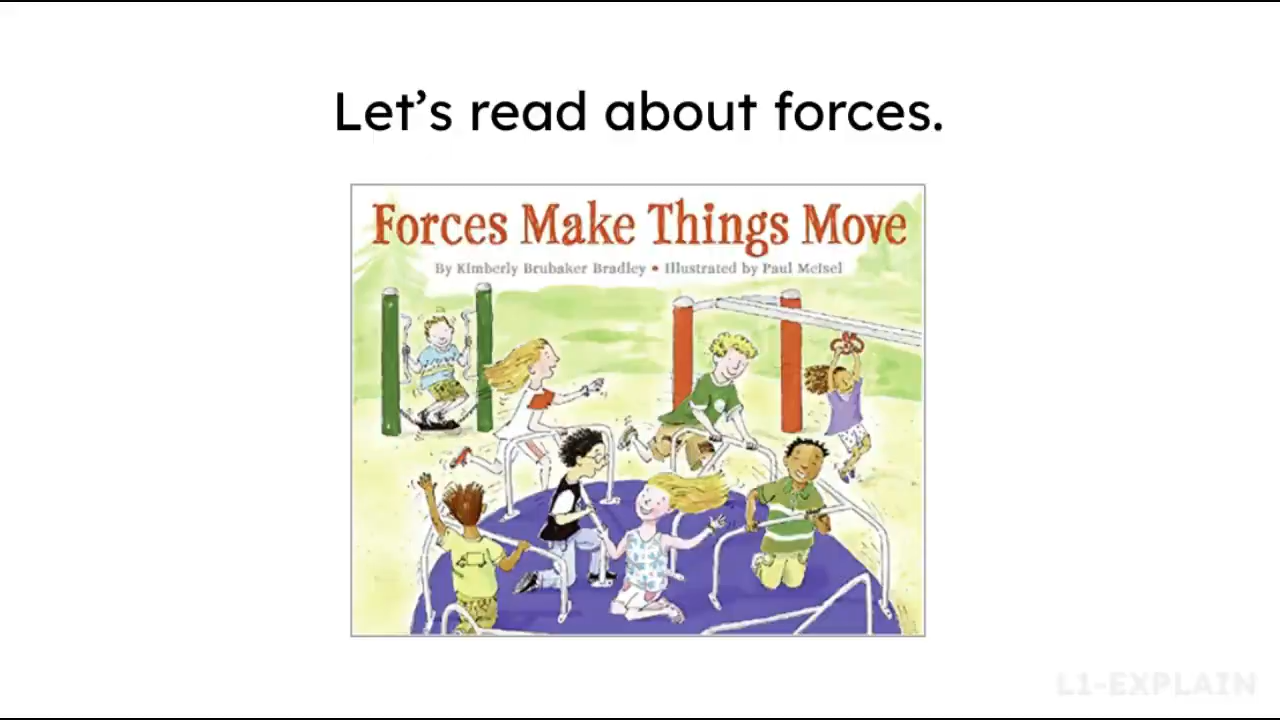 Let’s read about forces.
Forces Make Things Move
By Kimberly Brubaker Bradley • Illustrated by Paul Meisel
L1-EXPLAIN